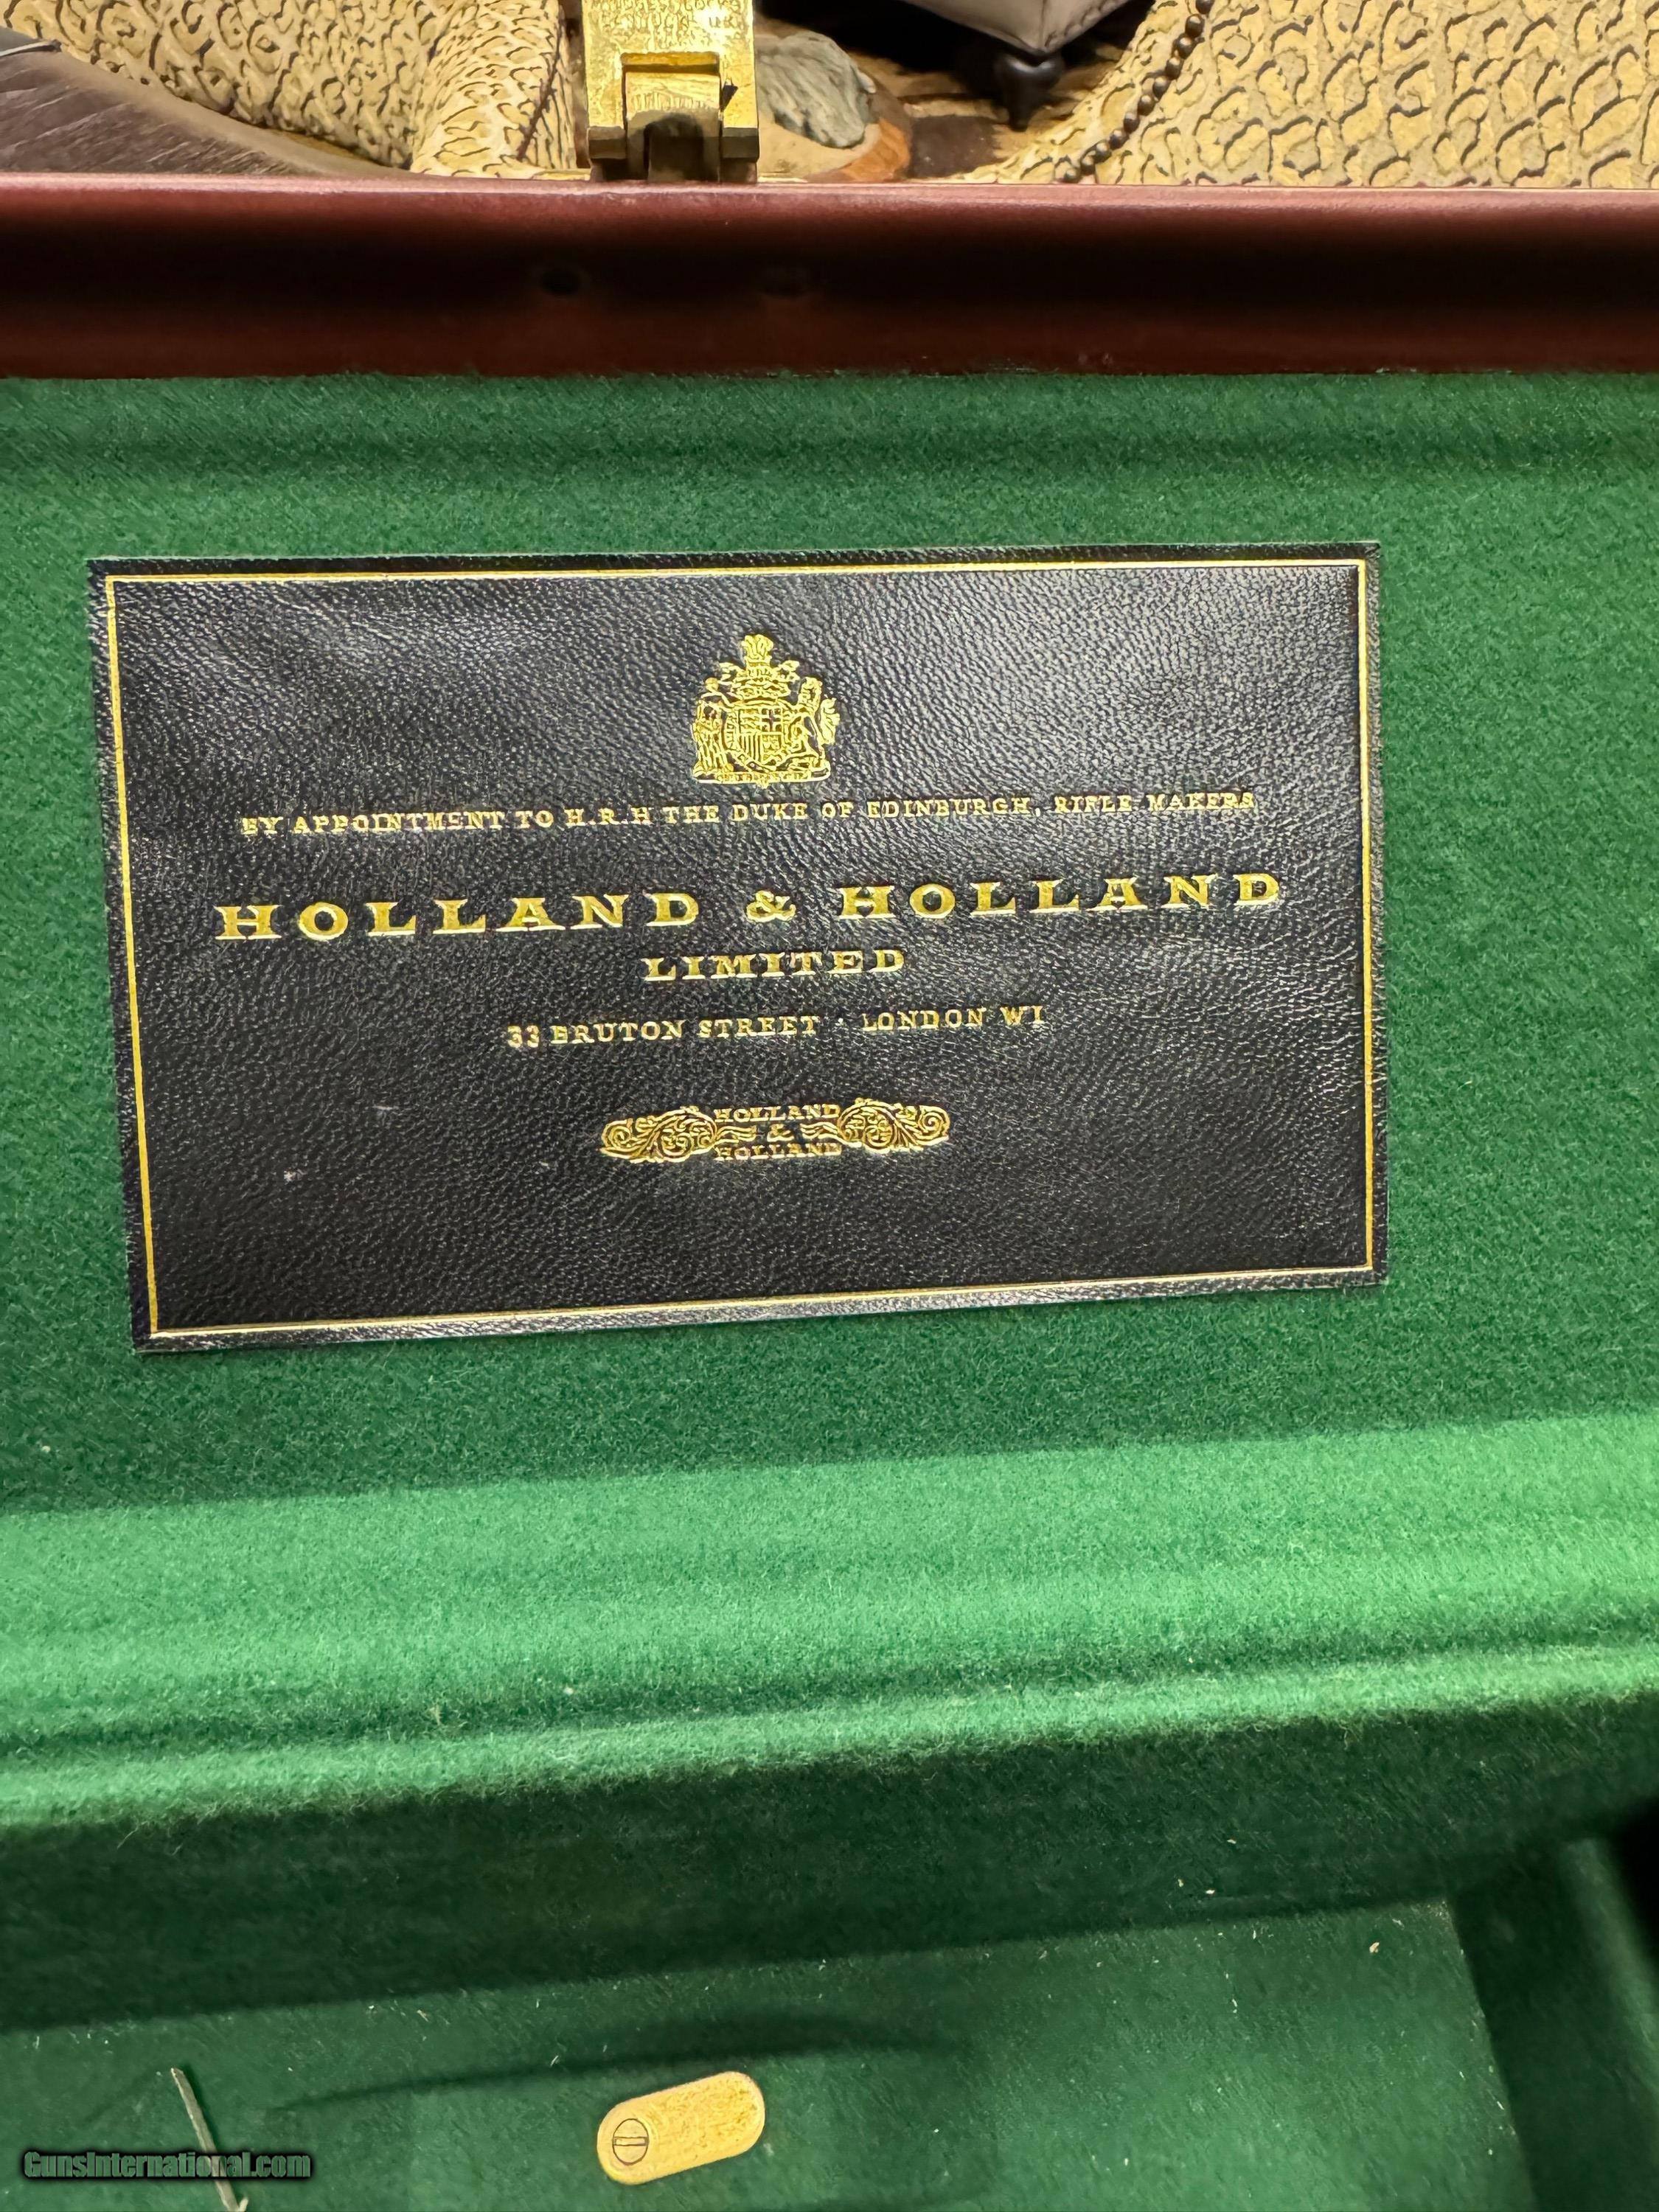 BY APPOINTMENT TO H.R.H THE DUKE OF EDINBURGH, RIFLE MAKERS
HOLLAND & HOLLAND
LIMITED
33 BRUTON STREET · LONDON W1
HOLLAND
&
HOLLAND
GunsInternational.com